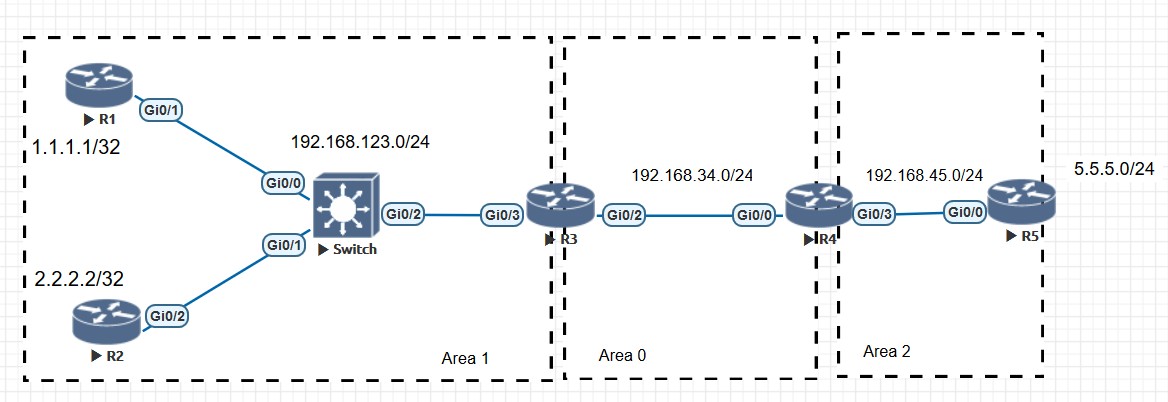 Gi0/1
▶ R1
1.1.1.1/32
192.168.123.0/24
Gi0/0
Gi0/2
▶ Switch
Gi0/1
2.2.2.2/32
Gi0/2
▶ R2
Area 1
Gi0/3
▶ R3
Gi0/2
192.168.34.0/24
Gi0/0
▶ R4
Area 0
Gi0/3
192.168.45.0/24
Gi0/0
▶ R5
5.5.5.0/24
Area 2